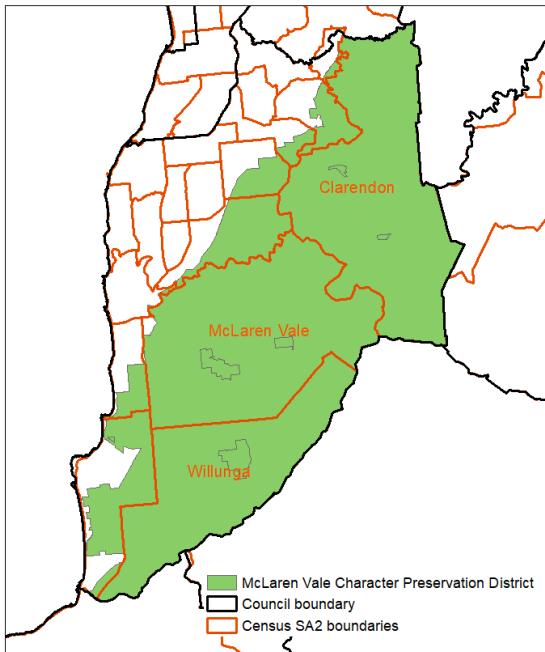 Clarendon
McLaren Vale
Willunga
McLaren Vale Character Preservation District
Council boundary
Census SA2 boundaries